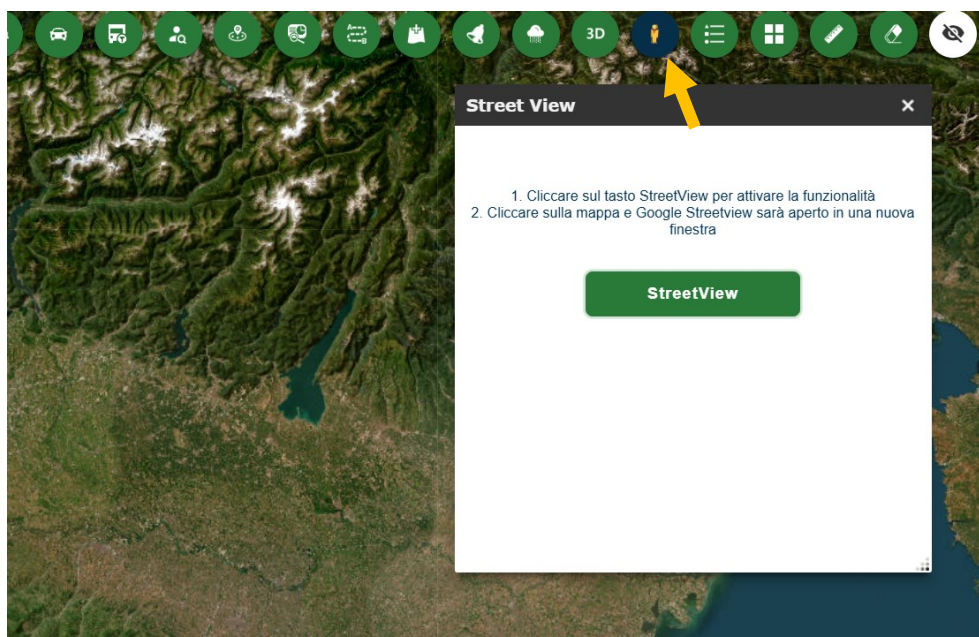 3D
Street View
1. Cliccare sul tasto StreetView per attivare la funzionalità
2. Cliccare sulla mappa e Google Streetview sarà aperto in una nuova
finestra
StreetView